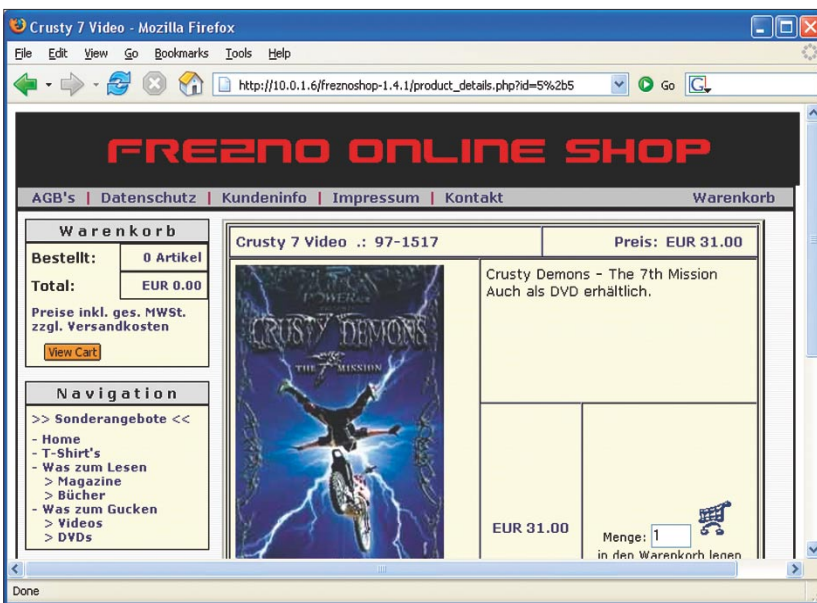 Crusty 7 Video - Mozilla Firefox
File Edit View Go Bookmarks Tools Help
http://10.0.1.6/freznoshop-1.4.1/product_details.php?id=5%2b5 Go G
FREZNO ONLINE SHOP
AGB's | Datenschutz | Kundeninfo | Impressum | Kontakt Warenkorb
Warenkorb
Bestellt: 0 Artikel
Total: EUR 0.00
Preise inkl. ges. MWSt.
zzgl. Versandkosten
View Cart
Navigation
>> Sonderangebote <<
- Home
- T-Shirt's
- Was zum Lesen
> Magazine
> Bücher
- Was zum Gucken
> Videos
> DVDs
Crusty 7 Video .: 97-1517 Preis: EUR 31.00
CRUSTY DEMONS
THE 7 MISSION
Crusty Demons - The 7th Mission
Auch als DVD erhältlich.
EUR 31.00
Menge: 1
in den Warenkorb legen
Done